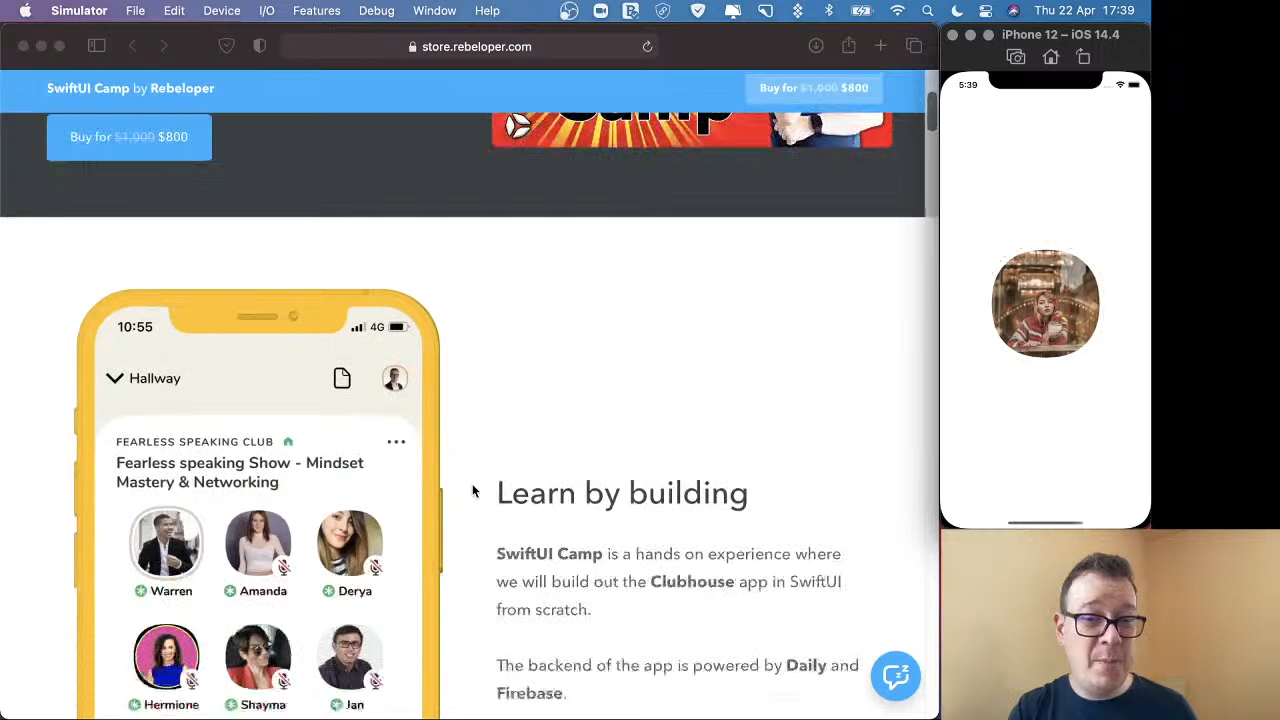 Simulator File Edit Device I/O Features Debug Window Help Thu 22 Apr 17:39
store.rebeloper.com
iPhone 12 – iOS 14.4
SwiftUI Camp by Rebeloper
Buy for $1,000 $800
5:39
Buy for $1,000 $800
Camp
10:55
4G
Hallway
FEARLESS SPEAKING CLUB
Fearless speaking Show - Mindset
Mastery & Networking
Warren Amanda Derya
Hermione Shayma Jan
Learn by building
SwiftUI Camp is a hands on experience where
we will build out the Clubhouse app in SwiftUI
from scratch.
The backend of the app is powered by Daily and
Firebase.